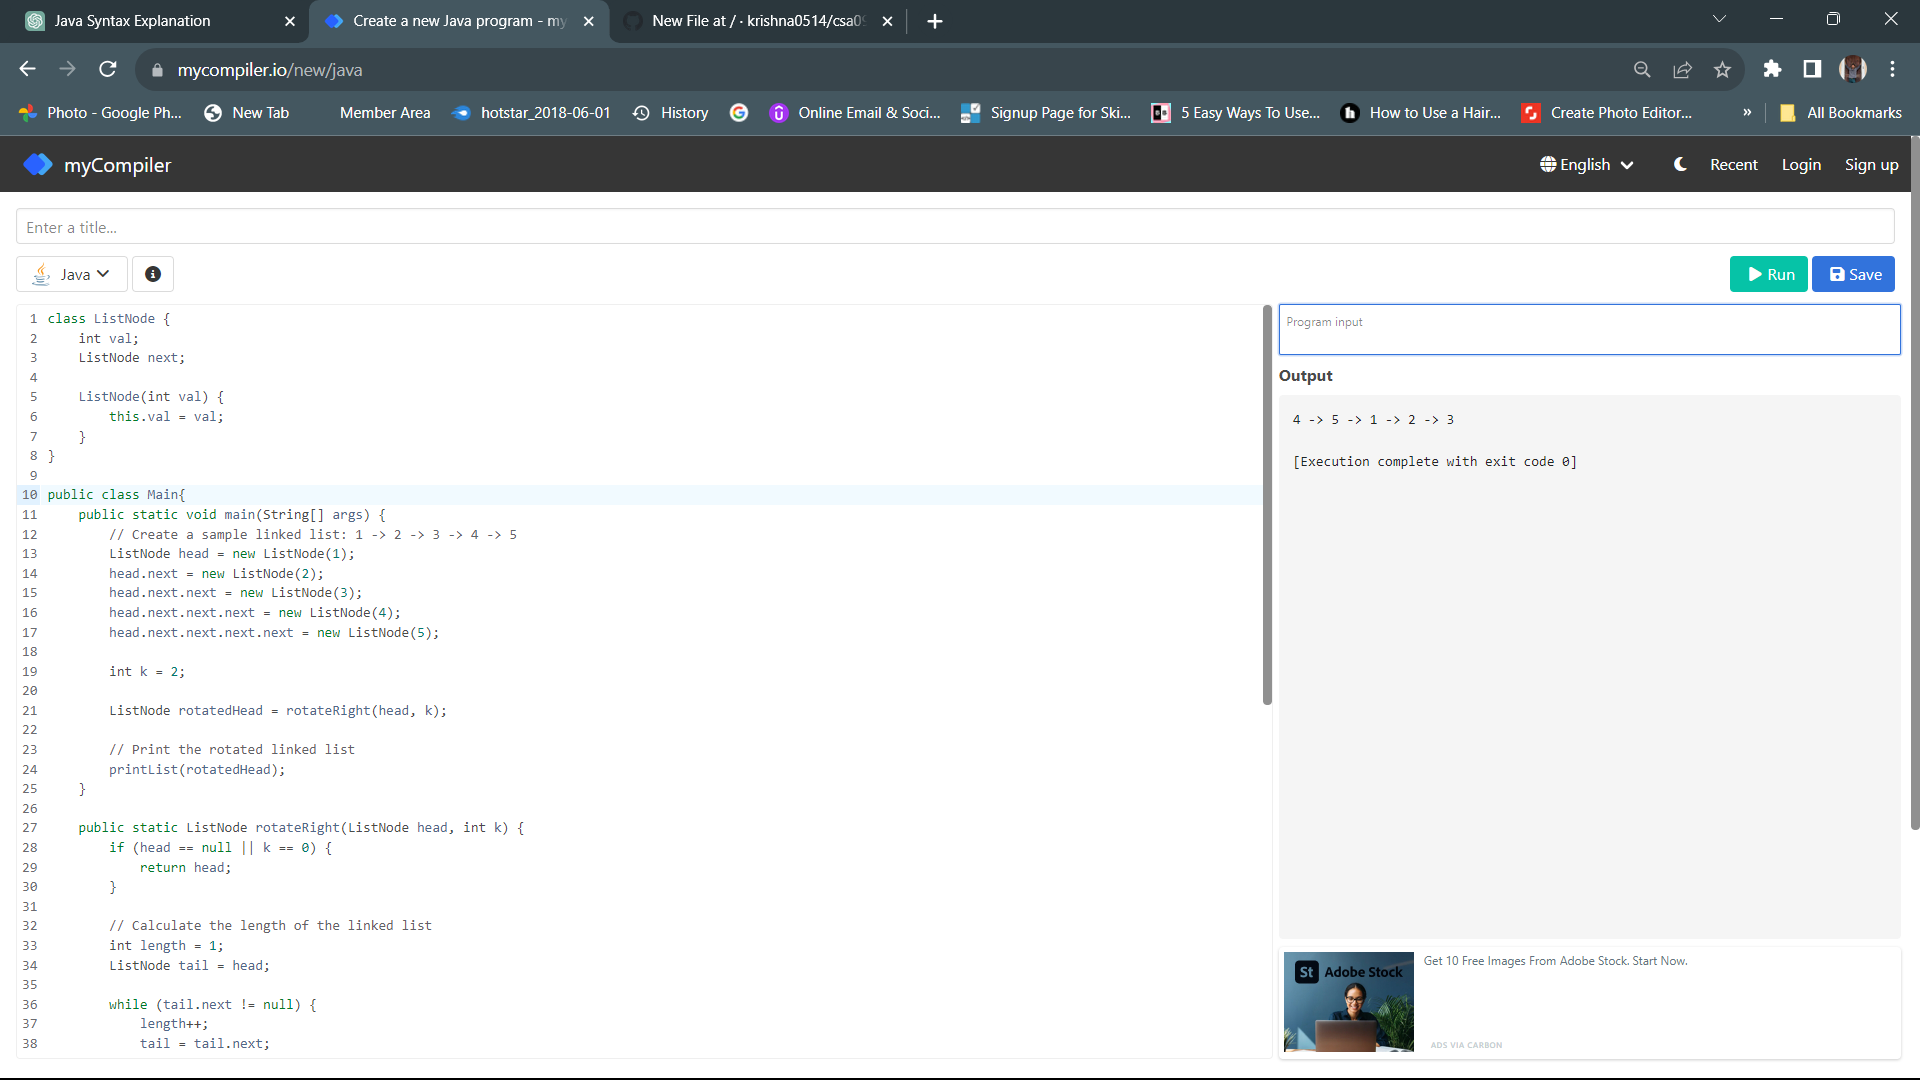 Java Syntax Explanation
Create a new Java program - my
New File at / · krishna0514/csa09
mycompiler.io/new/java
Photo - Google Ph...
New Tab
Member Area
hotstar_2018-06-01
History
Online Email & Soci...
Signup Page for Ski...
5 Easy Ways To Use...
How to Use a Hair...
Create Photo Editor...
»
All Bookmarks
myCompiler
English
Recent
Login
Sign up
Enter a title...
Java
Run
Save
1 class ListNode {
2 int val;
3 ListNode next;
4
5 ListNode(int val) {
6 this.val = val;
7 }
8 }
9
10 public class Main{
11 public static void main(String[] args) {
12 // Create a sample linked list: 1 -> 2 -> 3 -> 4 -> 5
13 ListNode head = new ListNode(1);
14 head.next = new ListNode(2);
15 head.next.next = new ListNode(3);
16 head.next.next.next = new ListNode(4);
17 head.next.next.next.next = new ListNode(5);
18
19 int k = 2;
20
21 ListNode rotatedHead = rotateRight(head, k);
22
23 // Print the rotated linked list
24 printList(rotatedHead);
25 }
26
27 public static ListNode rotateRight(ListNode head, int k) {
28 if (head == null || k == 0) {
29 return head;
30 }
31
32 // Calculate the length of the linked list
33 int length = 1;
34 ListNode tail = head;
35
36 while (tail.next != null) {
37 length++;
38 tail = tail.next;
Program input
Output
4 -> 5 -> 1 -> 2 -> 3
[Execution complete with exit code 0]
St Adobe Stock
Get 10 Free Images From Adobe Stock. Start Now.
ADS VIA CARBON